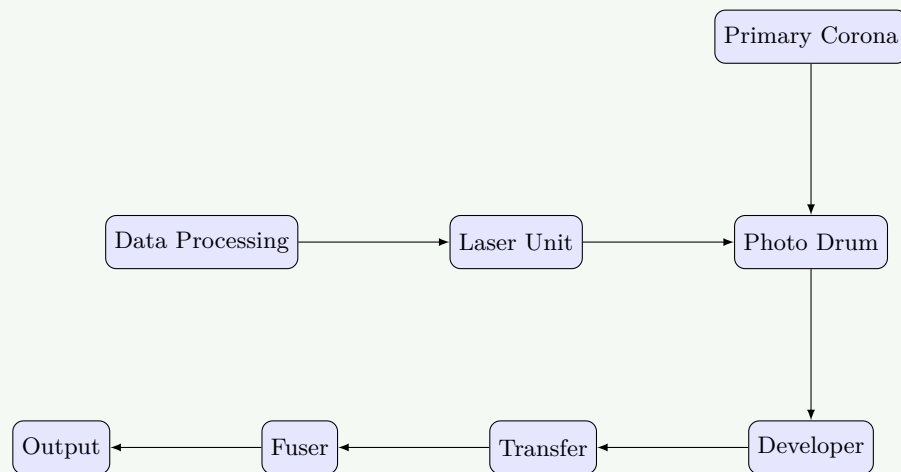 Primary Corona
Data Processing
Laser Unit
Photo Drum
Output
Fuser
Transfer
Developer